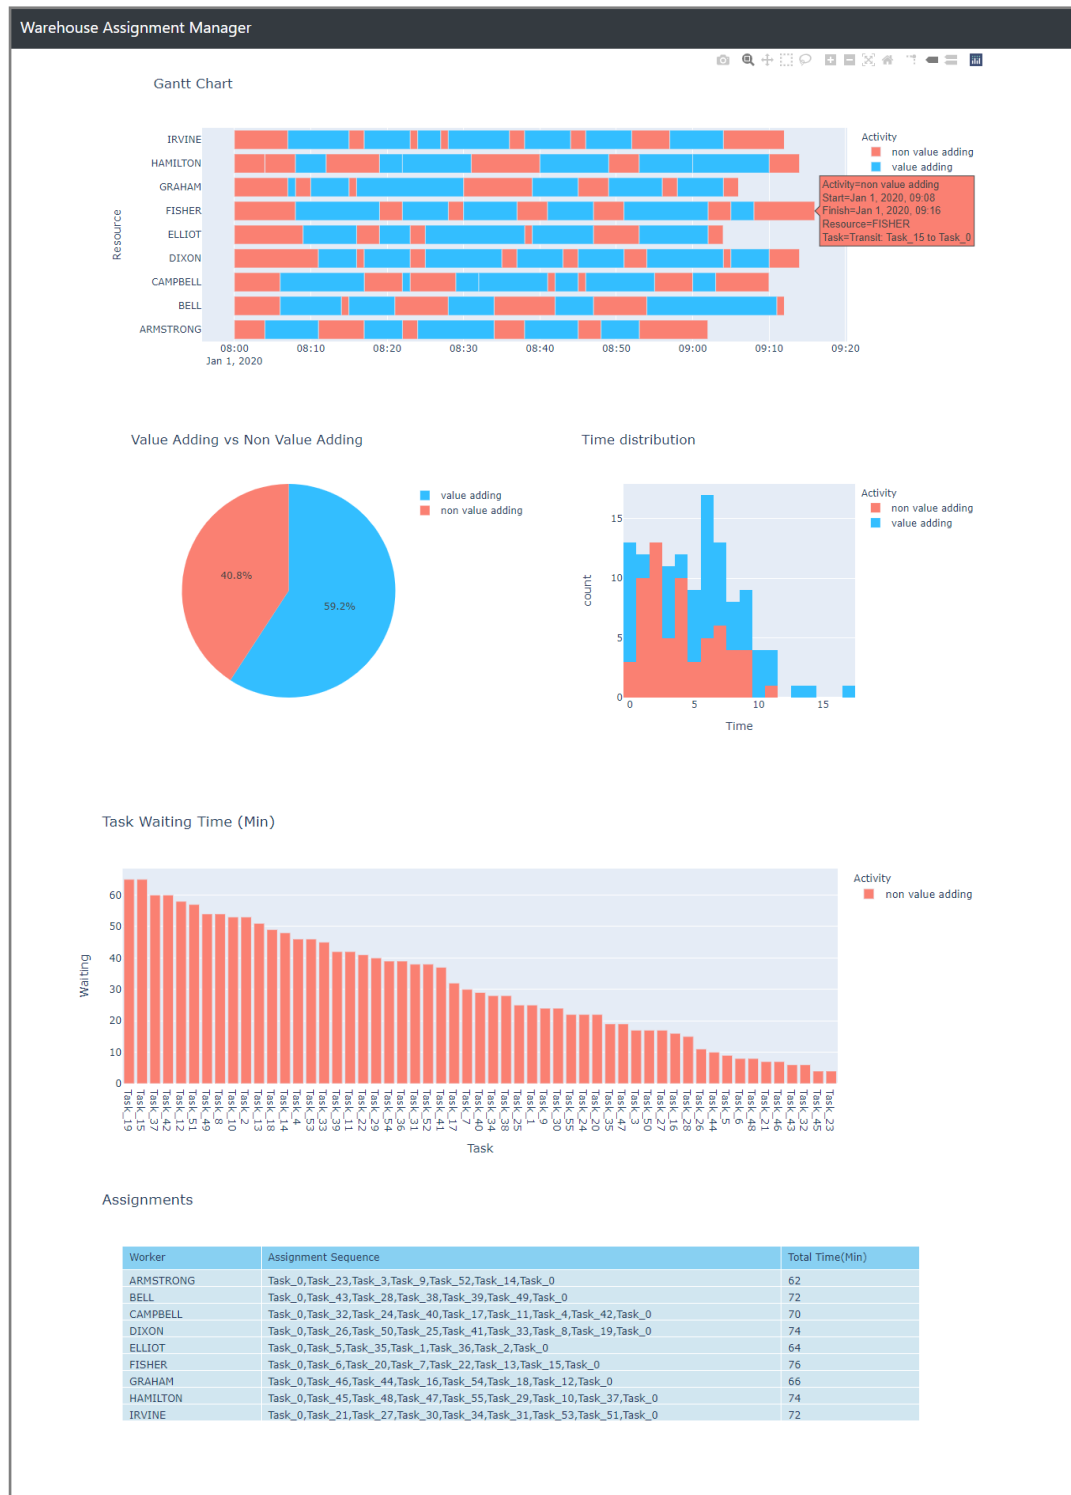 Warehouse Assignment Manager
Gantt Chart
Resource
IRVINE
HAMILTON
GRAHAM
FISHER
ELLIOT
DIXON
CAMPBELL
BELL
ARMSTRONG
08:00 08:10 08:20 08:30 08:40 08:50 09:00 09:10 09:20
Jan 1, 2020
Activity
non value adding
value adding
Activity=non value adding
Start=Jan 1, 2020, 09:08
Finish=Jan 1, 2020, 09:16
Resource=FISHER
Task=Transit: Task_15 to Task_0
Value Adding vs Non Value Adding
40.8%
59.2%
value adding
non value adding
Time distribution
count
15
10
5
0
0 5 10 15
Time
Activity
non value adding
value adding
Task Waiting Time (Min)
Waiting
60
50
40
30
20
10
0
Task_19 Task_15 Task_37 Task_42 Task_12 Task_51 Task_49 Task_8 Task_10 Task_2 Task_13 Task_18 Task_14 Task_4 Task_53 Task_33 Task_39 Task_11 Task_22 Task_29 Task_54 Task_36 Task_31 Task_52 Task_41 Task_17 Task_7 Task_40 Task_34 Task_38 Task_25 Task_1 Task_9 Task_30 Task_55 Task_24 Task_20 Task_35 Task_47 Task_3 Task_50 Task_27 Task_16 Task_28 Task_26 Task_44 Task_5 Task_6 Task_48 Task_21 Task_46 Task_43 Task_32 Task_45 Task_23
Task
Activity
non value adding
Assignments
Worker Assignment Sequence Total Time(Min)
ARMSTRONG Task_0,Task_23,Task_3,Task_9,Task_52,Task_14,Task_0 62
BELL Task_0,Task_43,Task_28,Task_38,Task_39,Task_49,Task_0 72
CAMPBELL Task_0,Task_32,Task_24,Task_40,Task_17,Task_11,Task_4,Task_42,Task_0 70
DIXON Task_0,Task_26,Task_50,Task_25,Task_41,Task_33,Task_8,Task_19,Task_0 74
ELLIOT Task_0,Task_5,Task_35,Task_1,Task_36,Task_2,Task_0 64
FISHER Task_0,Task_6,Task_20,Task_7,Task_22,Task_13,Task_15,Task_0 76
GRAHAM Task_0,Task_46,Task_44,Task_16,Task_54,Task_18,Task_12,Task_0 66
HAMILTON Task_0,Task_45,Task_48,Task_47,Task_55,Task_29,Task_10,Task_37,Task_0 74
IRVINE Task_0,Task_21,Task_27,Task_30,Task_34,Task_31,Task_53,Task_51,Task_0 72